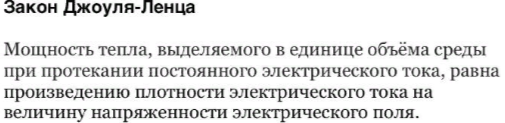 Закон Джоуля-Ленца
Мощность тепла, выделяемого в единице объёма среды
при протекании постоянного электрического тока, равна
произведению плотности электрического тока на
величину напряженности электрического поля.